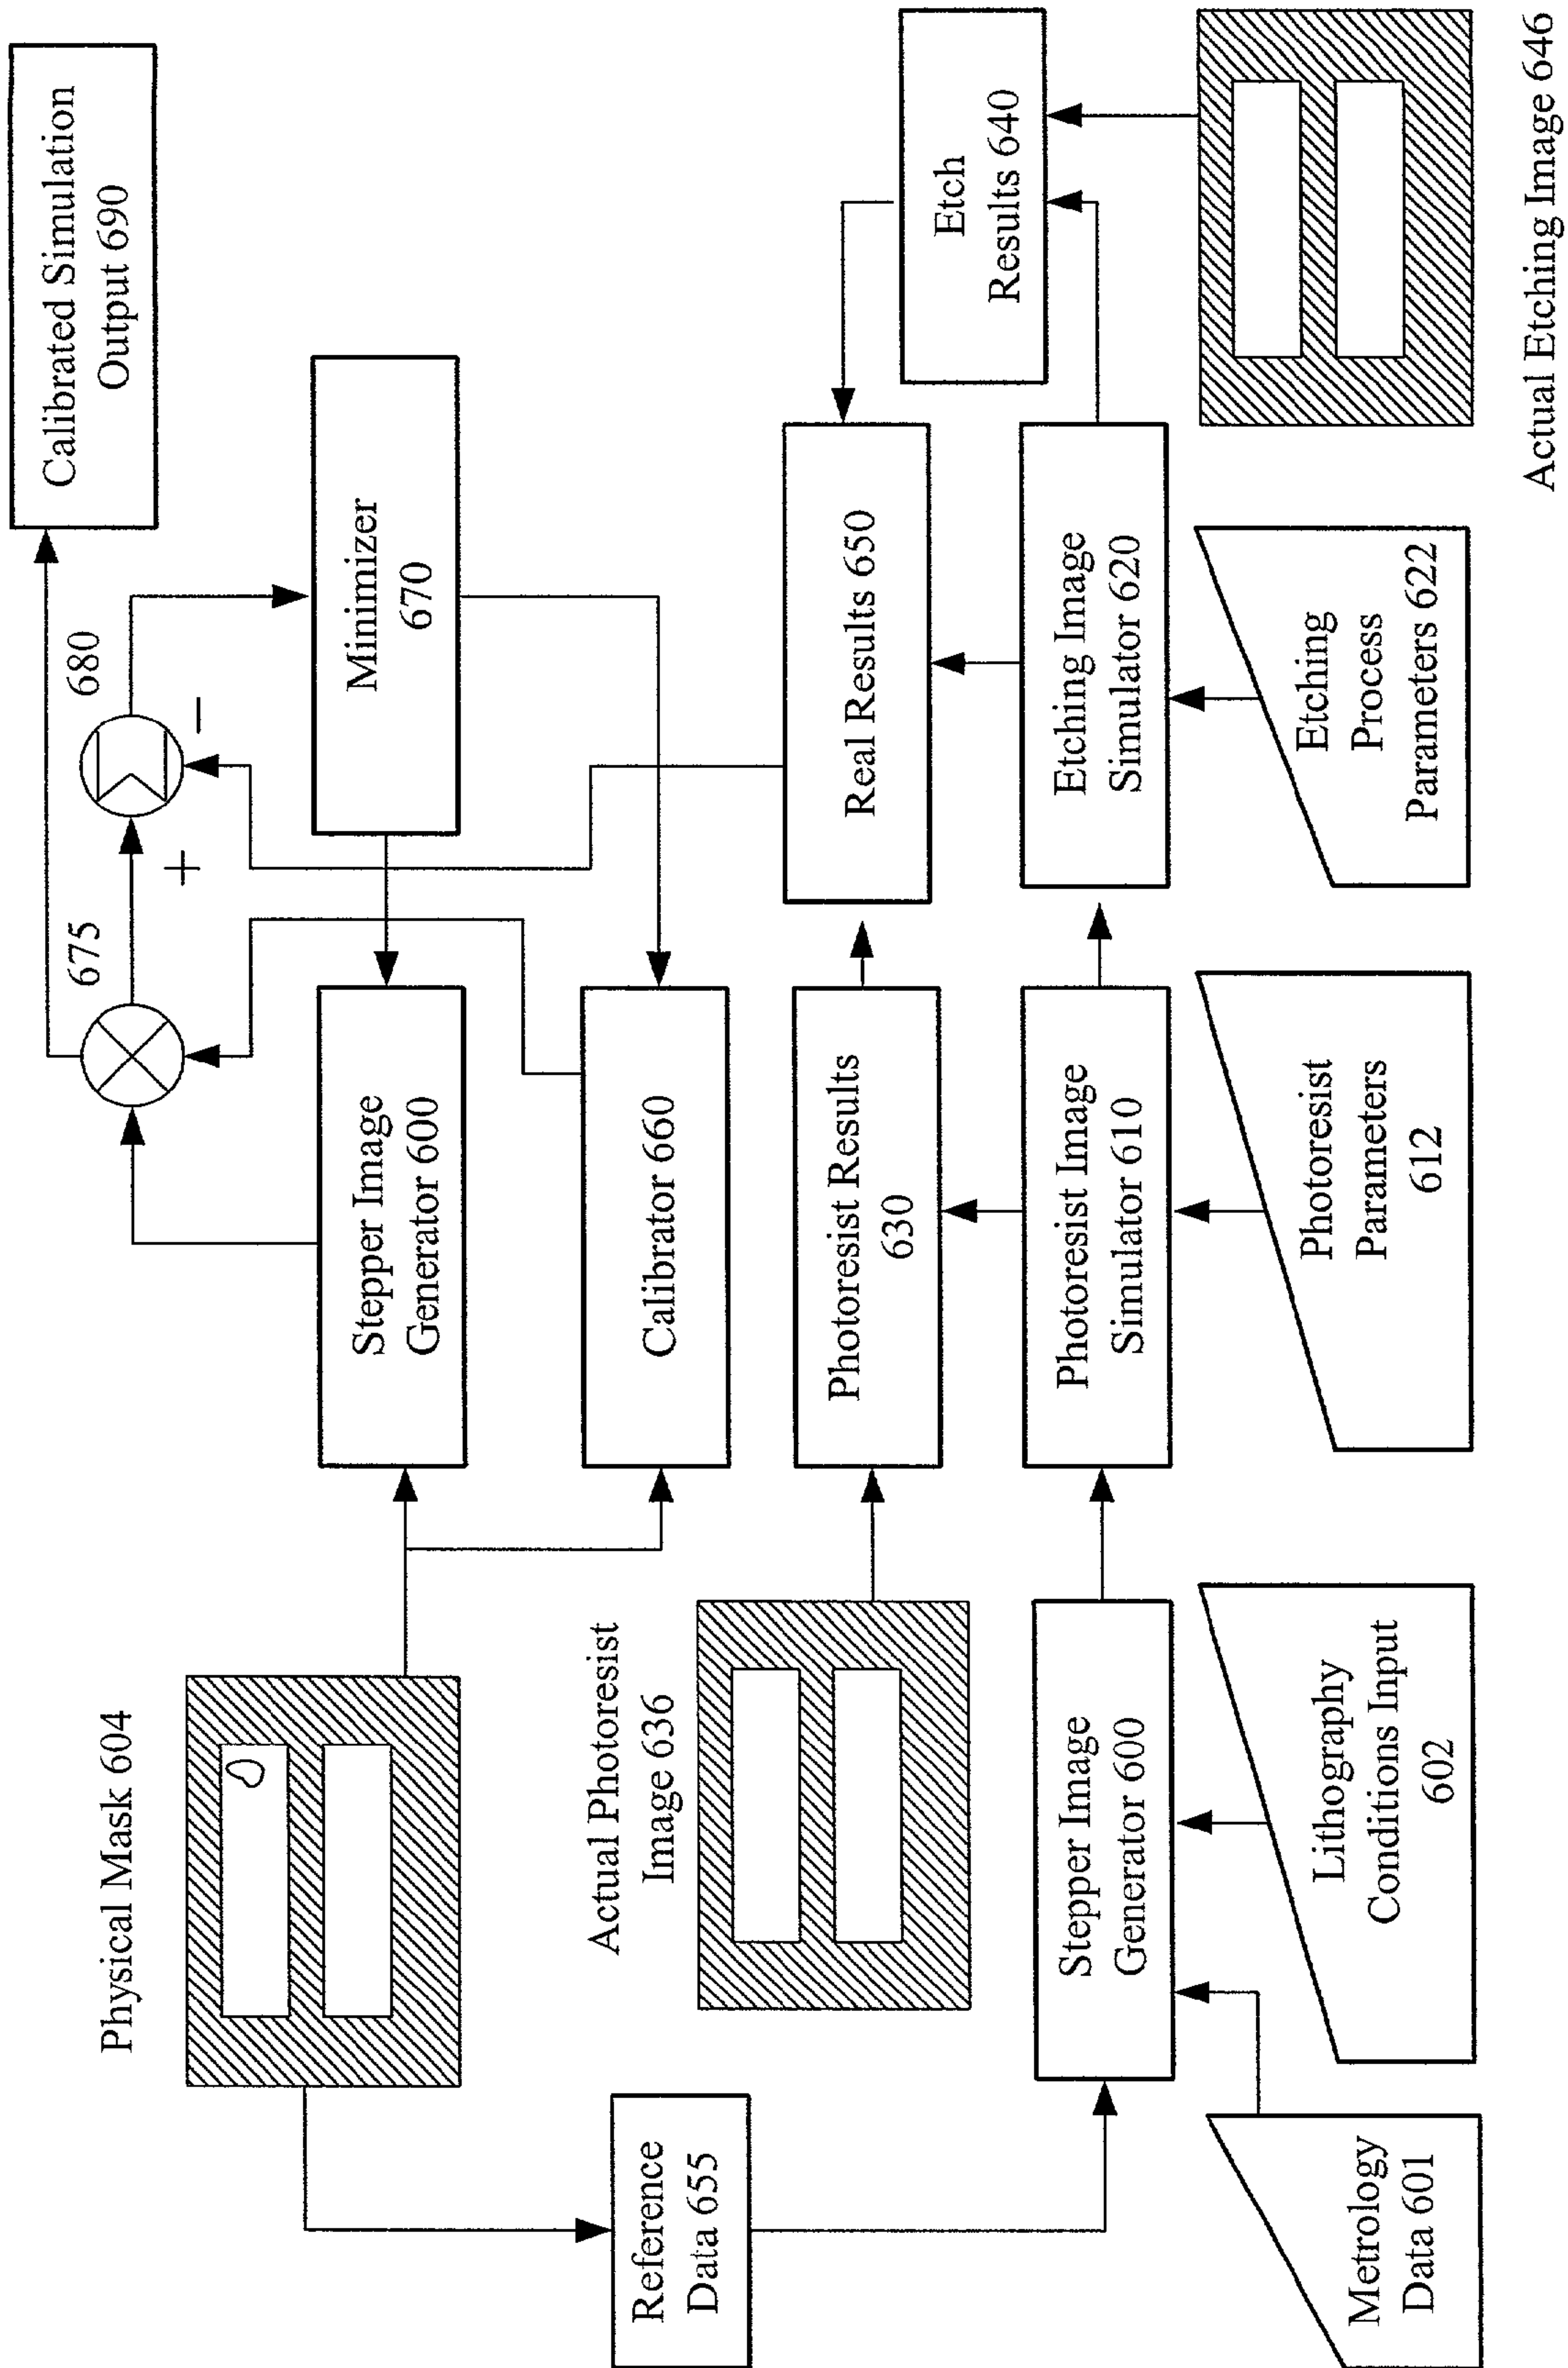 Calibrated Simulation
Output 690
Physical Mask 604
675
680
+
−
Stepper Image
Generator 600
Minimizer
670
Calibrator 660
Reference
Data 655
Actual Photoresist
Image 636
Photoresist Results
630
Real Results 650
Etch
Results 640
Stepper Image
Generator 600
Photoresist Image
Simulator 610
Etching Image
Simulator 620
Metrology
Data 601
Lithography
Conditions Input
602
Photoresist
Parameters
612
Etching
Process
Parameters 622
Actual Etching Image 646